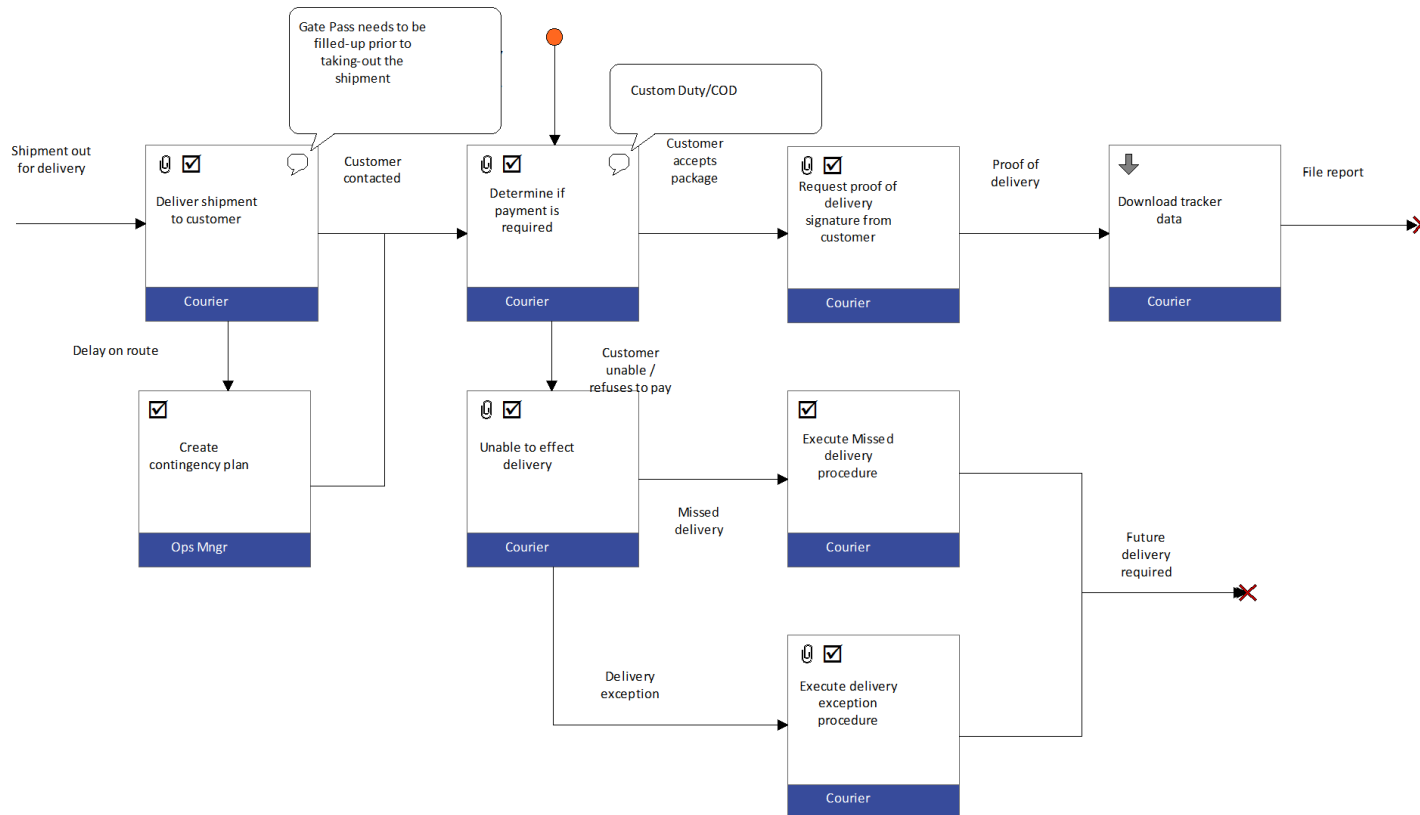 Gate Pass needs to be
filled-up prior to
taking-out the
shipment
Custom Duty/COD
Shipment out
for delivery
Deliver shipment
to customer
Courier
Customer
contacted
Determine if
payment is
required
Courier
Customer
accepts
package
Request proof of
delivery
signature from
customer
Courier
Proof of
delivery
Download tracker
data
Courier
File report
Delay on route
Customer
unable /
refuses to pay
Create
contingency plan
Ops Mngr
Unable to effect
delivery
Courier
Missed
delivery
Execute Missed
delivery
procedure
Courier
Future
delivery
required
Delivery
exception
Execute delivery
exception
procedure
Courier